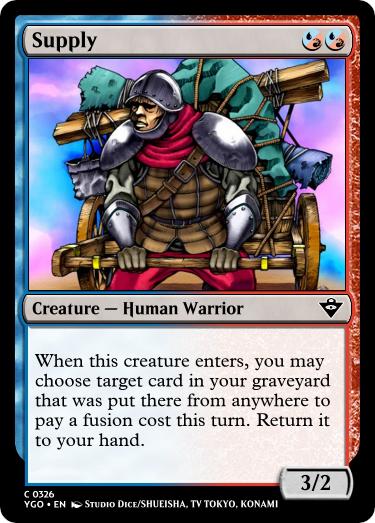 Supply
Creature — Human Warrior
When this creature enters, you may
choose target card in your graveyard
that was put there from anywhere to
pay a fusion cost this turn. Return it
to your hand.
3/2
C 0326
YGO • EN Studio Dice/SHUEISHA, TV TOKYO, KONAMI